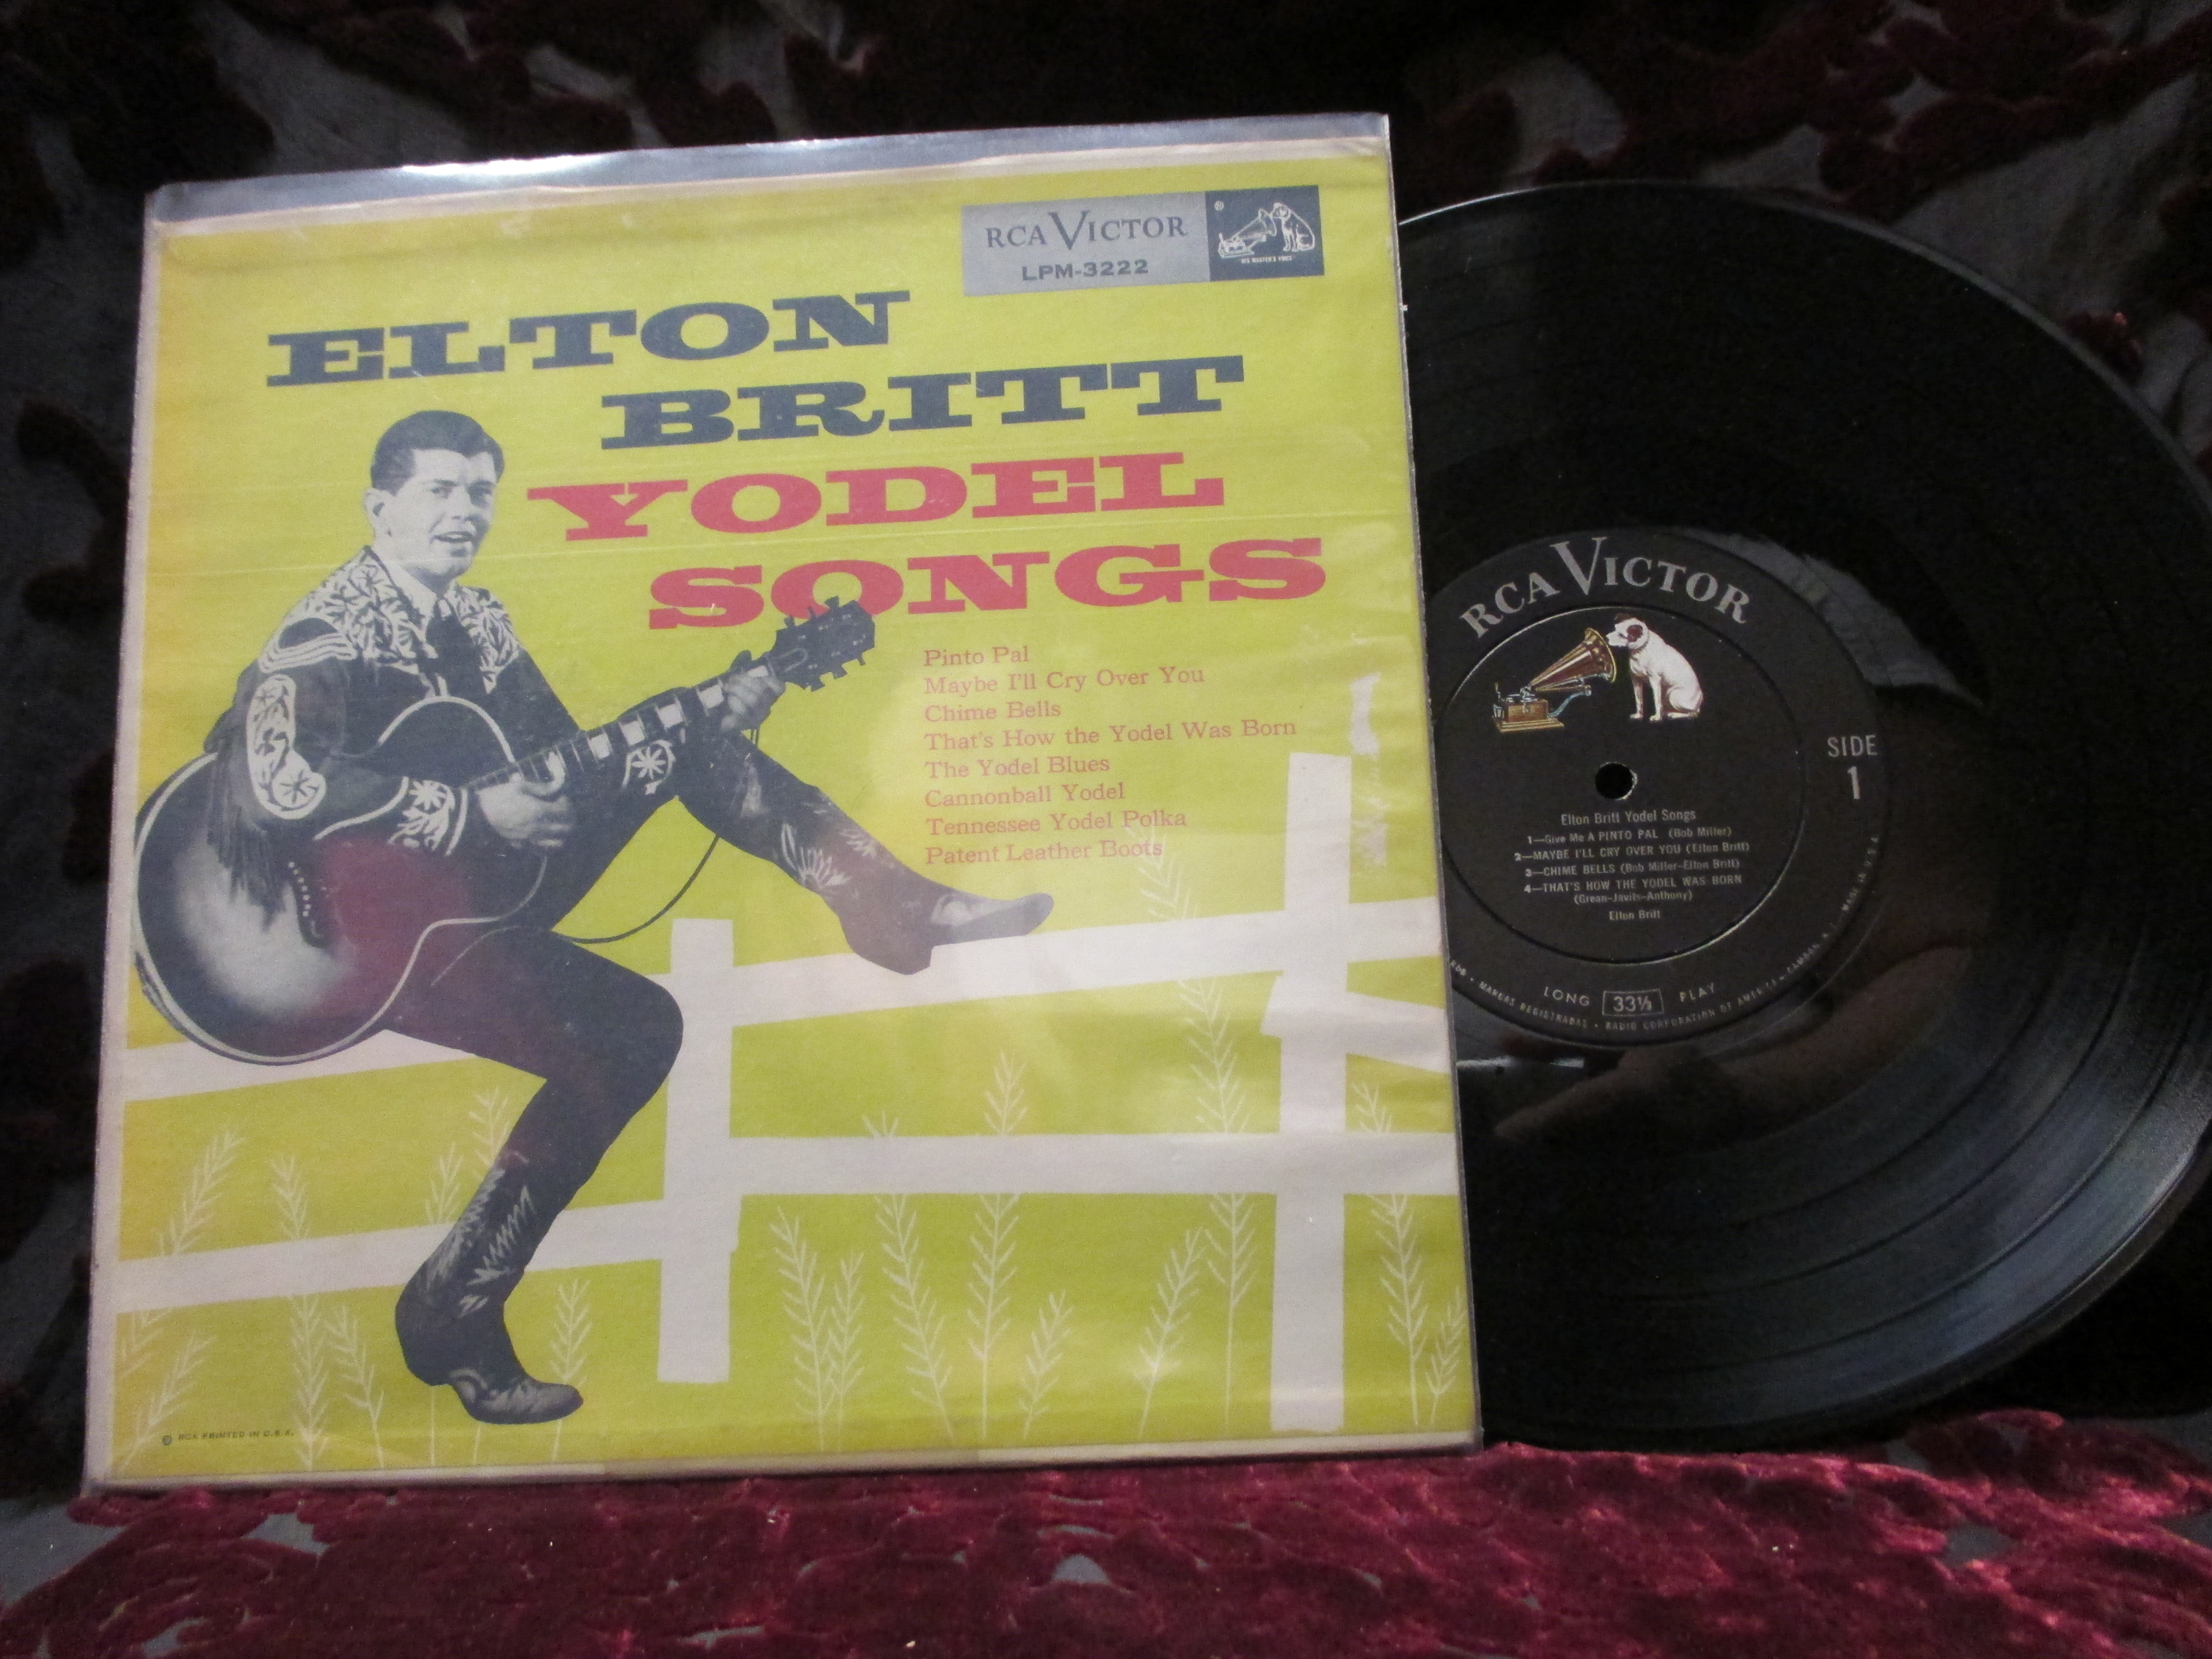 RCA VICTOR
LPM-3222
"HIS MASTER'S VOICE"
ELTON
BRITT
YODEL
SONGS
Pinto Pal
Maybe I'll Cry Over You
Chime Bells
That's How the Yodel Was Born
The Yodel Blues
Cannonball Yodel
Tennessee Yodel Polka
Patent Leather Boots
© RCA PRINTED IN U.S.A.
RCA VICTOR
SIDE
1
Elton Britt Yodel Songs
1—Give Me A PINTO PAL (Bob Miller)
2—MAYBE I'LL CRY OVER YOU (Elton Britt)
3—CHIME BELLS (Bob Miller-Elton Britt)
4—THAT'S HOW THE YODEL WAS BORN
(Grean-Javits-Anthony)
Elton Britt
LONG 33⅓ PLAY
MARCAS REGISTRADAS • RADIO CORPORATION OF AMERICA • CAMDEN, N. J. MADE IN U.S.A.